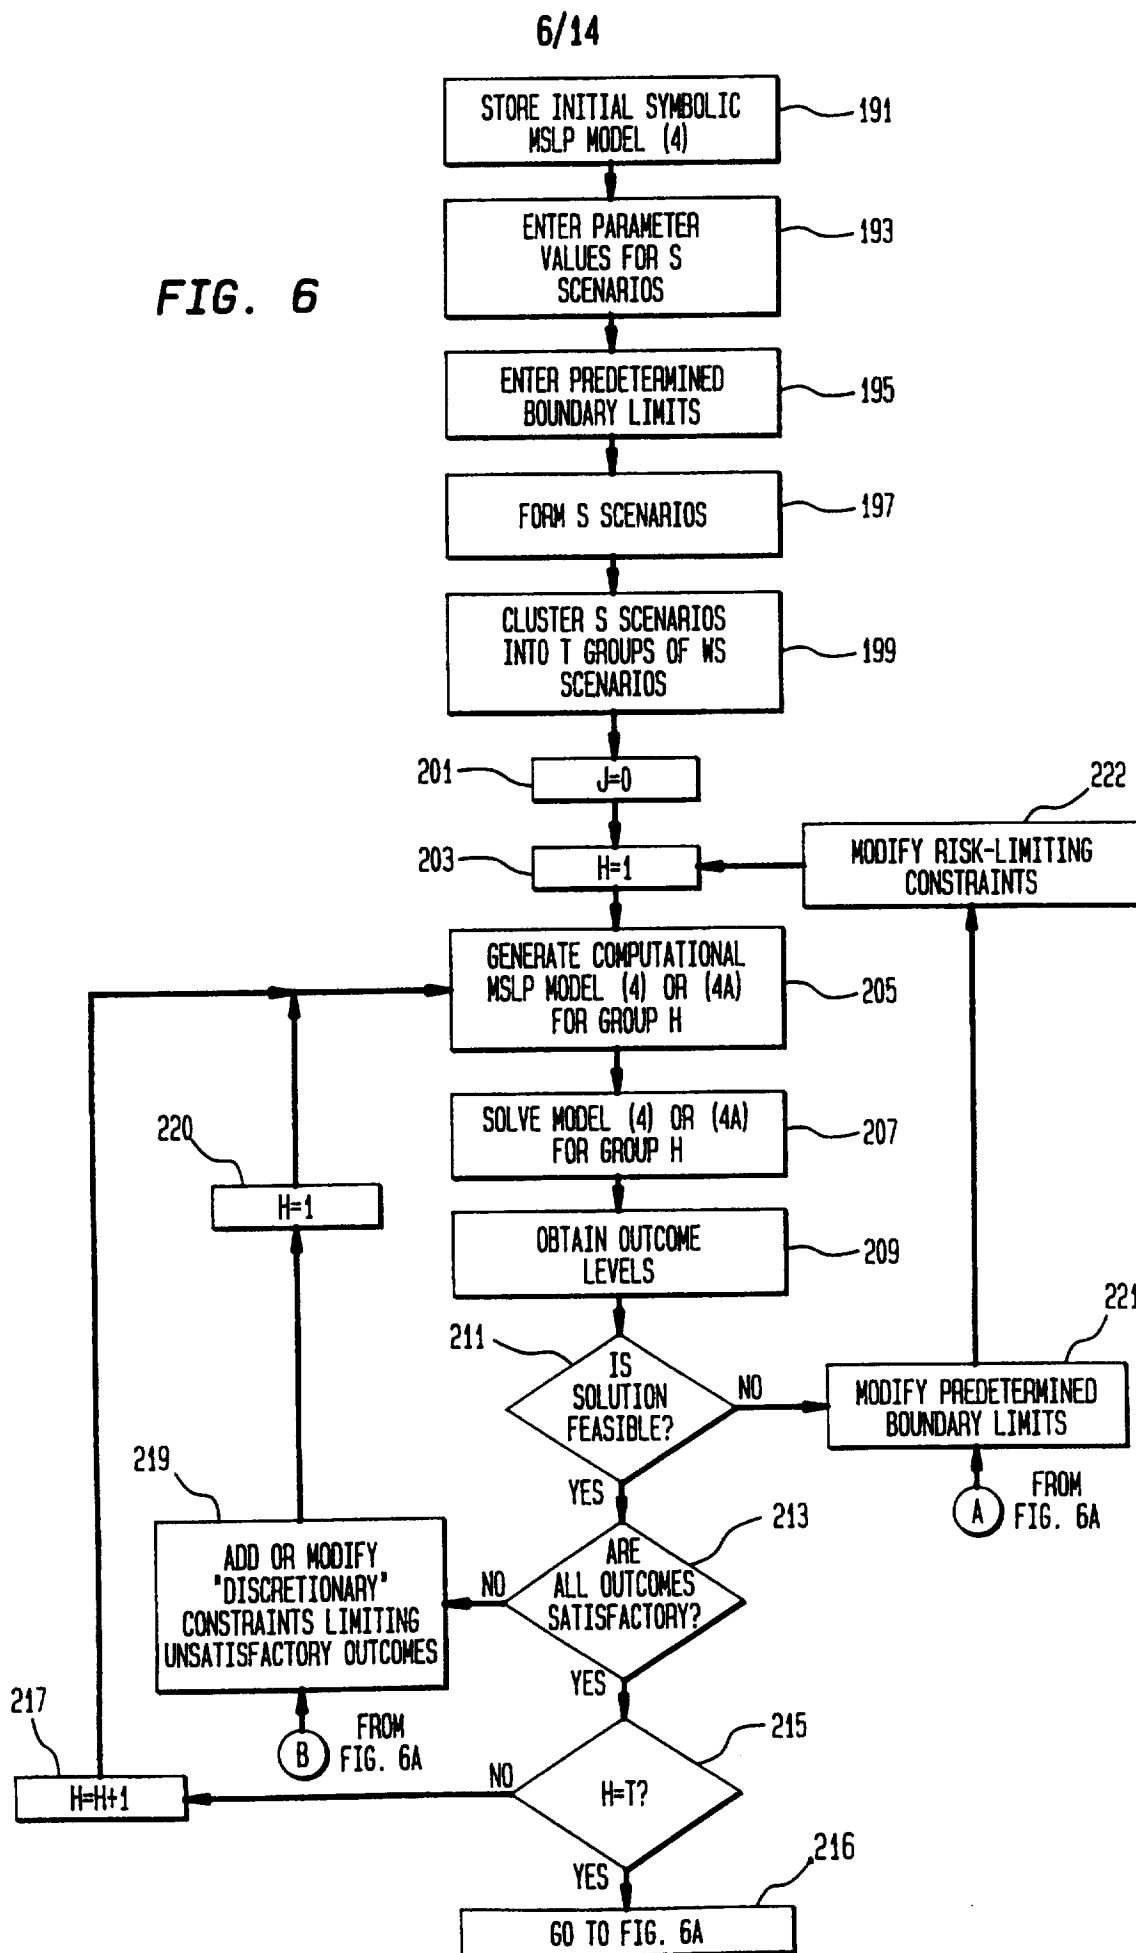 6/14
STORE INITIAL SYMBOLIC
MSLP MODEL (4)
191
ENTER PARAMETER
VALUES FOR S
SCENARIOS
193
FIG. 6
ENTER PREDETERMINED
BOUNDARY LIMITS
195
FORM S SCENARIOS
197
CLUSTER S SCENARIOS
INTO T GROUPS OF WS
SCENARIOS
199
201
J=0
222
203
H=1
MODIFY RISK-LIMITING
CONSTRAINTS
GENERATE COMPUTATIONAL
MSLP MODEL (4) OR (4A)
FOR GROUP H
205
SOLVE MODEL (4) OR (4A)
FOR GROUP H
207
220
H=1
OBTAIN OUTCOME
LEVELS
209
221
211
IS
SOLUTION
FEASIBLE?
NO
MODIFY PREDETERMINED
BOUNDARY LIMITS
YES
A
FROM
FIG. 6A
219
213
ADD OR MODIFY
"DISCRETIONARY"
CONSTRAINTS LIMITING
UNSATISFACTORY OUTCOMES
NO
ARE
ALL OUTCOMES
SATISFACTORY?
YES
217
B
FROM
FIG. 6A
215
H=H+1
NO
H=T?
YES
216
GO TO FIG. 6A